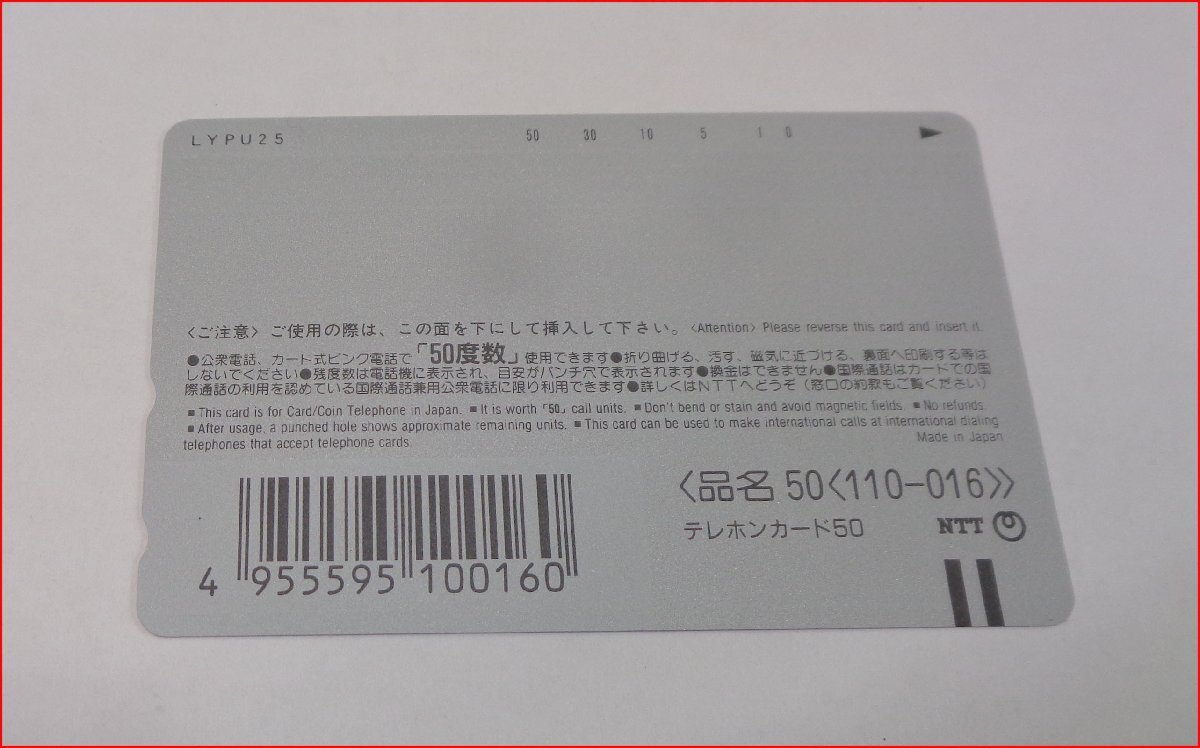 LYPU25 50 30 10 5 1 0
〈ご注意〉ご使用の際は、この面を下にして挿入して下さい。〈Attention〉Please reverse this card and insert it.
●公衆電話、カード式ピンク電話で「50度数」使用できます●折り曲げる、汚す、磁気に近づける、裏面へ印刷する等は
しないでください●残度数は電話機に表示され、目安がパンチ穴で表示されます●換金はできません●国際通話はカードでの国
際通話の利用を認めている国際通話兼用公衆電話に限り利用できます●詳しくはNTTへどうぞ（窓口の約款もご覧ください）
■This card is for Card/Coin Telephone in Japan. ■It is worth「50」call units. ■Don't bend or stain and avoid magnetic fields. ■No refunds.
■After usage, a punched hole shows approximate remaining units. ■This card can be used to make international calls at international dialing
telephones that accept telephone cards.
Made in Japan
〈品名 50〈110-016〉〉
テレホンカード50 NTT
4 955595 100160